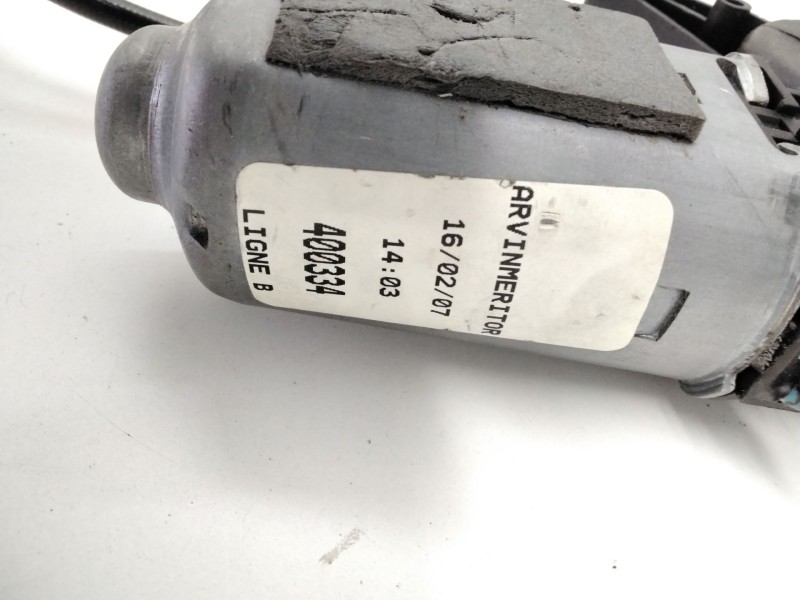 ARVINMERITOR
16/02/07
14:03
400334
LIGNE B